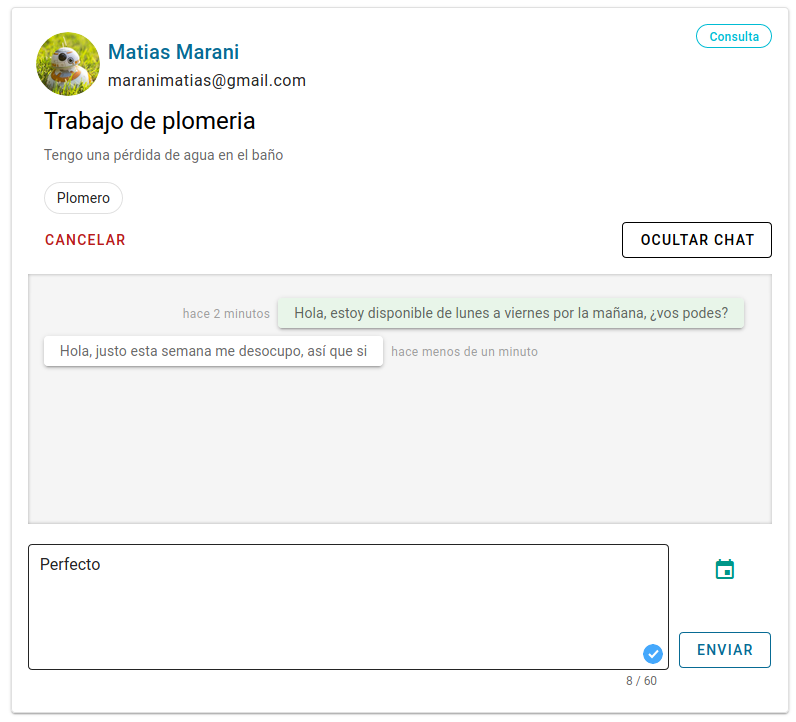 Consulta
Matias Marani
maranimatias@gmail.com
Trabajo de plomeria
Tengo una pérdida de agua en el baño
Plomero
CANCELAR
OCULTAR CHAT
hace 2 minutos
Hola, estoy disponible de lunes a viernes por la mañana, ¿vos podes?
Hola, justo esta semana me desocupo, así que si
hace menos de un minuto
Perfecto
ENVIAR
8 / 60